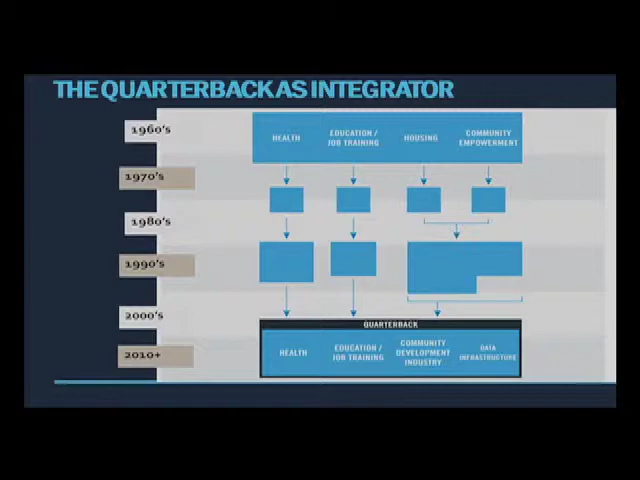 THE QUARTERBACK AS INTEGRATOR
1960's
HEALTH
EDUCATION /
JOB TRAINING
HOUSING
COMMUNITY
EMPOWERMENT
1970's
1980's
1990's
2000's
QUARTERBACK
2010+
HEALTH
EDUCATION /
JOB TRAINING
COMMUNITY
DEVELOPMENT
INDUSTRY
DATA
INFRASTRUCTURE